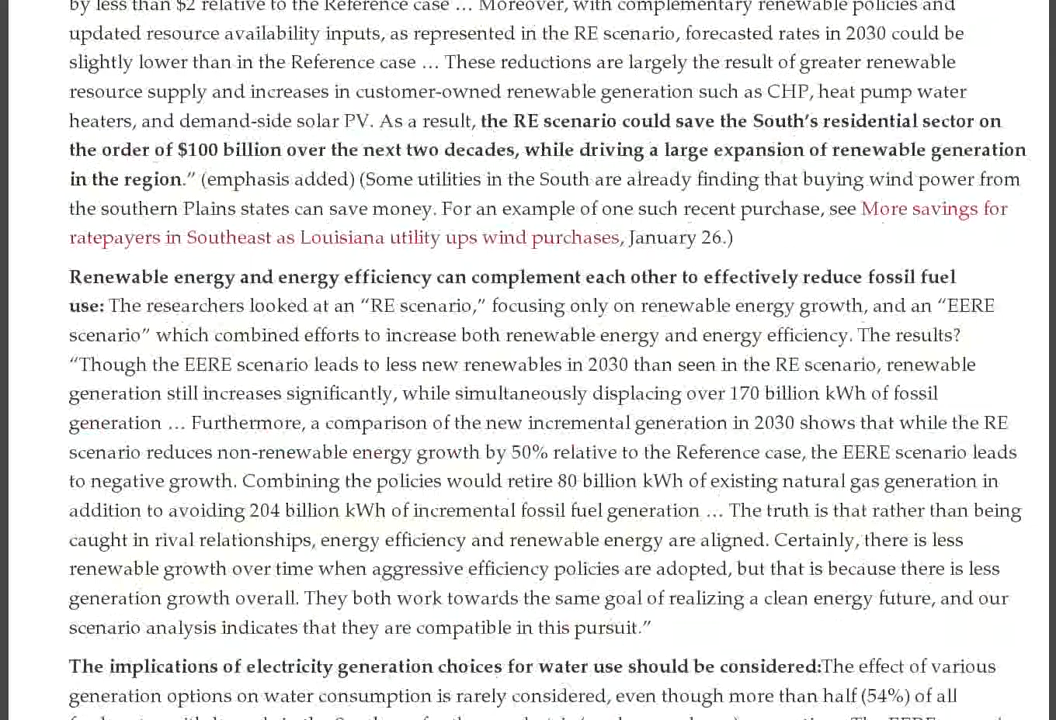 by less than $2 relative to the Reference case … Moreover, with complementary renewable policies and
updated resource availability inputs, as represented in the RE scenario, forecasted rates in 2030 could be
slightly lower than in the Reference case … These reductions are largely the result of greater renewable
resource supply and increases in customer-owned renewable generation such as CHP, heat pump water
heaters, and demand-side solar PV. As a result, the RE scenario could save the South’s residential sector on
the order of $100 billion over the next two decades, while driving a large expansion of renewable generation
in the region.” (emphasis added) (Some utilities in the South are already finding that buying wind power from
the southern Plains states can save money. For an example of one such recent purchase, see More savings for
ratepayers in Southeast as Louisiana utility ups wind purchases, January 26.)
Renewable energy and energy efficiency can complement each other to effectively reduce fossil fuel
use: The researchers looked at an “RE scenario,” focusing only on renewable energy growth, and an “EERE
scenario” which combined efforts to increase both renewable energy and energy efficiency. The results?
“Though the EERE scenario leads to less new renewables in 2030 than seen in the RE scenario, renewable
generation still increases significantly, while simultaneously displacing over 170 billion kWh of fossil
generation … Furthermore, a comparison of the new incremental generation in 2030 shows that while the RE
scenario reduces non-renewable energy growth by 50% relative to the Reference case, the EERE scenario leads
to negative growth. Combining the policies would retire 80 billion kWh of existing natural gas generation in
addition to avoiding 204 billion kWh of incremental fossil fuel generation … The truth is that rather than being
caught in rival relationships, energy efficiency and renewable energy are aligned. Certainly, there is less
renewable growth over time when aggressive efficiency policies are adopted, but that is because there is less
generation growth overall. They both work towards the same goal of realizing a clean energy future, and our
scenario analysis indicates that they are compatible in this pursuit.”
The implications of electricity generation choices for water use should be considered:The effect of various
generation options on water consumption is rarely considered, even though more than half (54%) of all